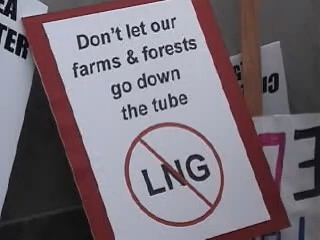 Don't let our
farms & forests
go down
the tube
LNG